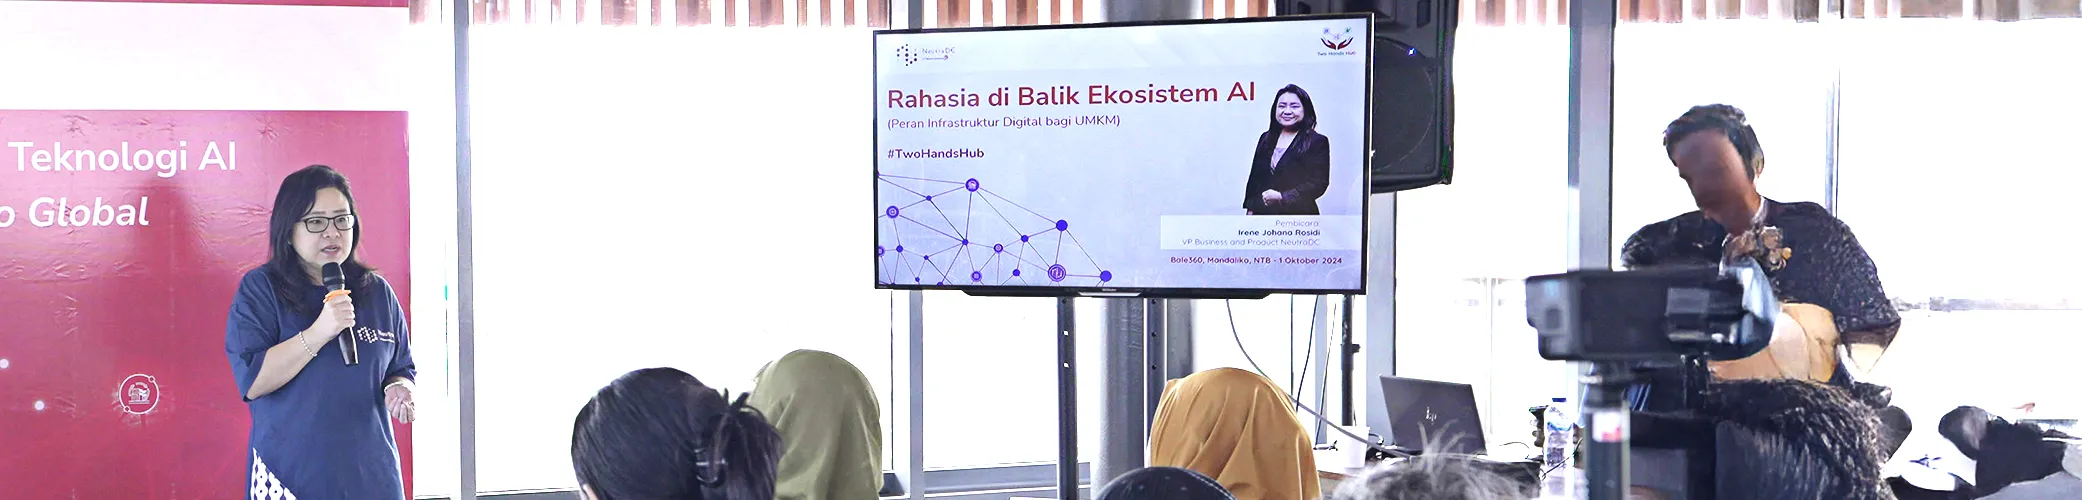 Teknologi AI
o Global
NeutraDC
Two Hands Hub
Rahasia di Balik Ekosistem AI
(Peran Infrastruktur Digital bagi UMKM)
#TwoHandsHub
Pembicara:
Irene Johana Rosidi
VP Business and Product NeutraDC
Bale360, Mandalika, NTB - 1 Oktober 2024
hp